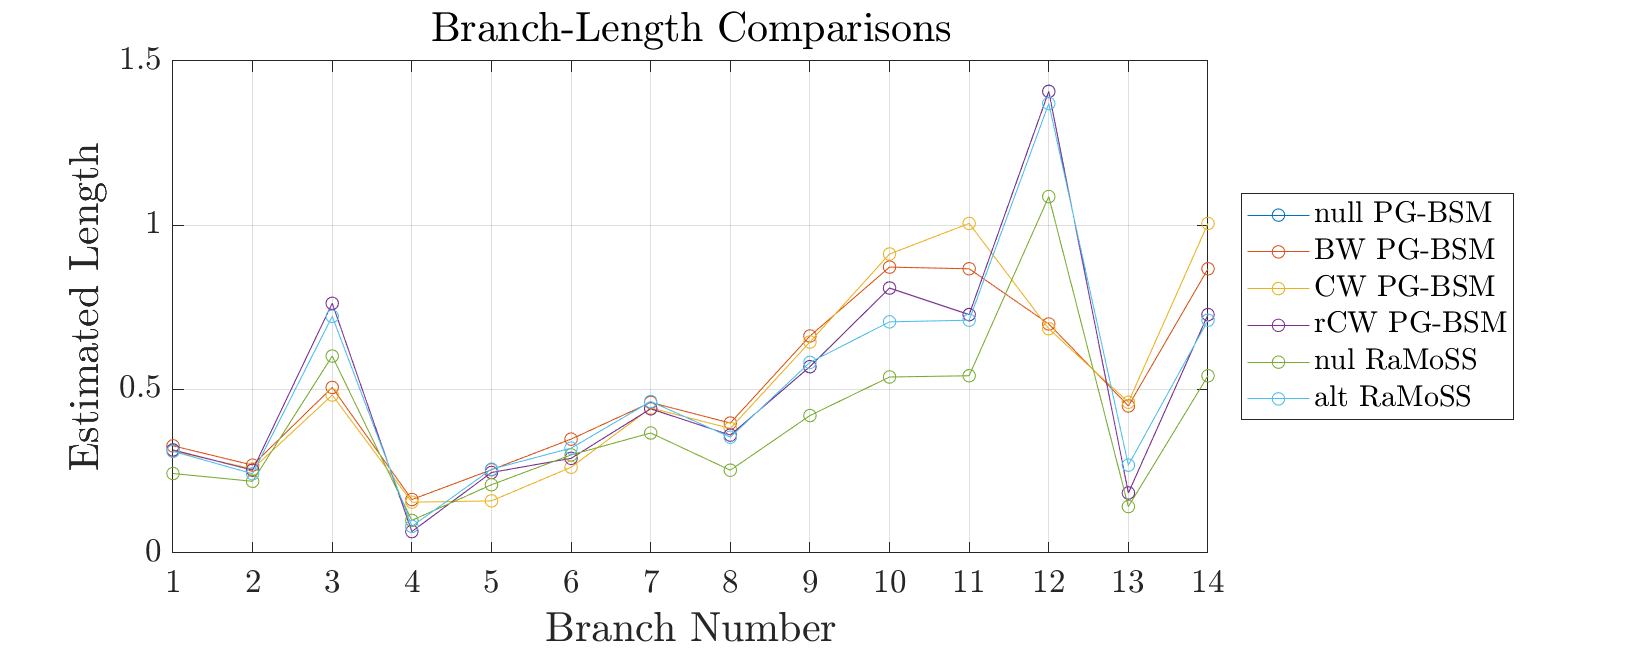 Branch-Length Comparisons
1.5
1
0.5
0
Estimated Length
1 2 3 4 5 6 7 8 9 10 11 12 13 14
Branch Number
null PG-BSM
BW PG-BSM
CW PG-BSM
rCW PG-BSM
nul RaMoSS
alt RaMoSS